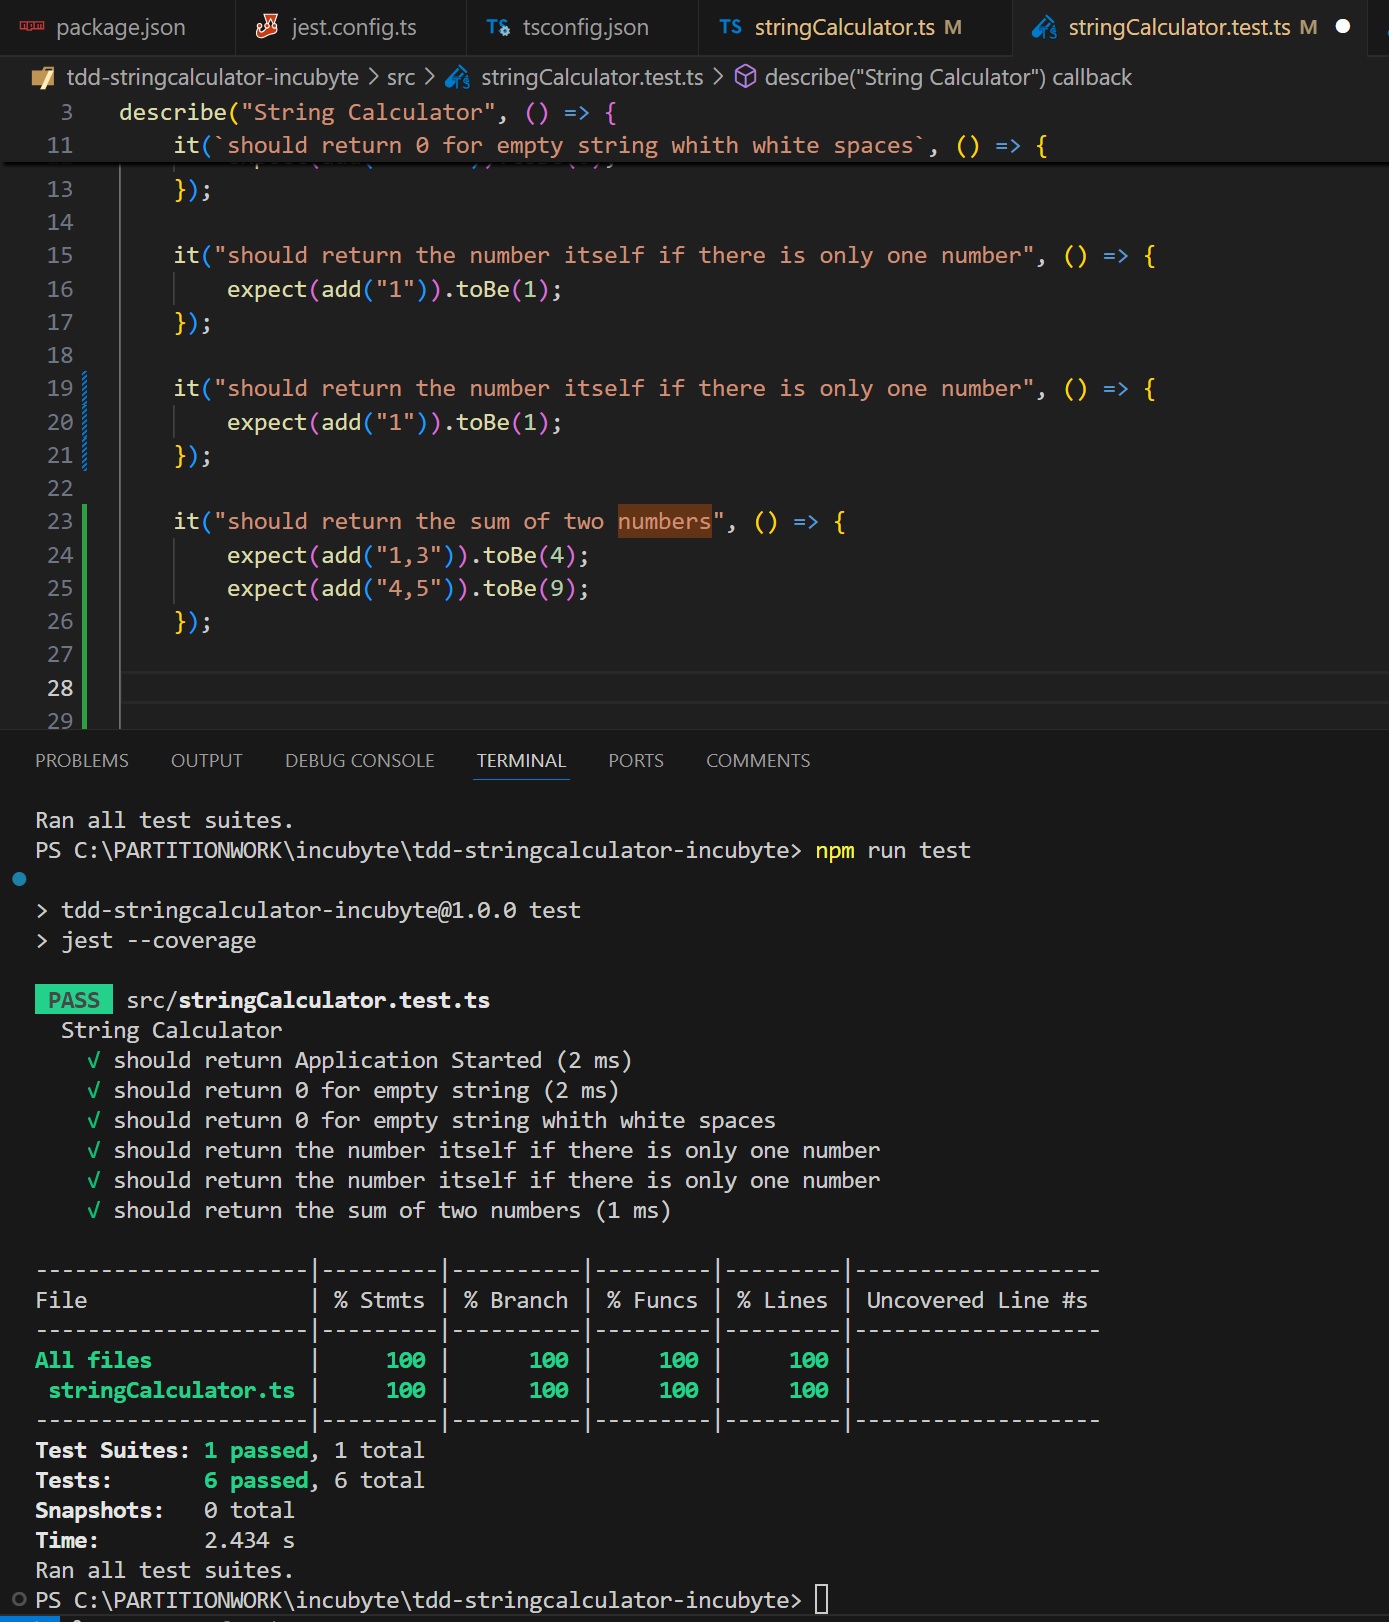 npm package.json jest.config.ts TS tsconfig.json TS stringCalculator.ts M stringCalculator.test.ts M
tdd-stringcalculator-incubyte > src > stringCalculator.test.ts > describe("String Calculator") callback
3 describe("String Calculator", () => {
11 it(`should return 0 for empty string whith white spaces`, () => {
13 });
14
15 it("should return the number itself if there is only one number", () => {
16 expect(add("1")).toBe(1);
17 });
18
19 it("should return the number itself if there is only one number", () => {
20 expect(add("1")).toBe(1);
21 });
22
23 it("should return the sum of two numbers", () => {
24 expect(add("1,3")).toBe(4);
25 expect(add("4,5")).toBe(9);
26 });
27
28
29
PROBLEMS OUTPUT DEBUG CONSOLE TERMINAL PORTS COMMENTS
Ran all test suites.
PS C:\PARTITIONWORK\incubyte\tdd-stringcalculator-incubyte> npm run test
> tdd-stringcalculator-incubyte@1.0.0 test
> jest --coverage
PASS src/stringCalculator.test.ts
String Calculator
√ should return Application Started (2 ms)
√ should return 0 for empty string (2 ms)
√ should return 0 for empty string whith white spaces
√ should return the number itself if there is only one number
√ should return the number itself if there is only one number
√ should return the sum of two numbers (1 ms)
---------------------|---------|----------|---------|---------|-------------------
File | % Stmts | % Branch | % Funcs | % Lines | Uncovered Line #s
---------------------|---------|----------|---------|---------|-------------------
All files | 100 | 100 | 100 | 100 |
stringCalculator.ts | 100 | 100 | 100 | 100 |
---------------------|---------|----------|---------|---------|-------------------
Test Suites: 1 passed, 1 total
Tests: 6 passed, 6 total
Snapshots: 0 total
Time: 2.434 s
Ran all test suites.
PS C:\PARTITIONWORK\incubyte\tdd-stringcalculator-incubyte>